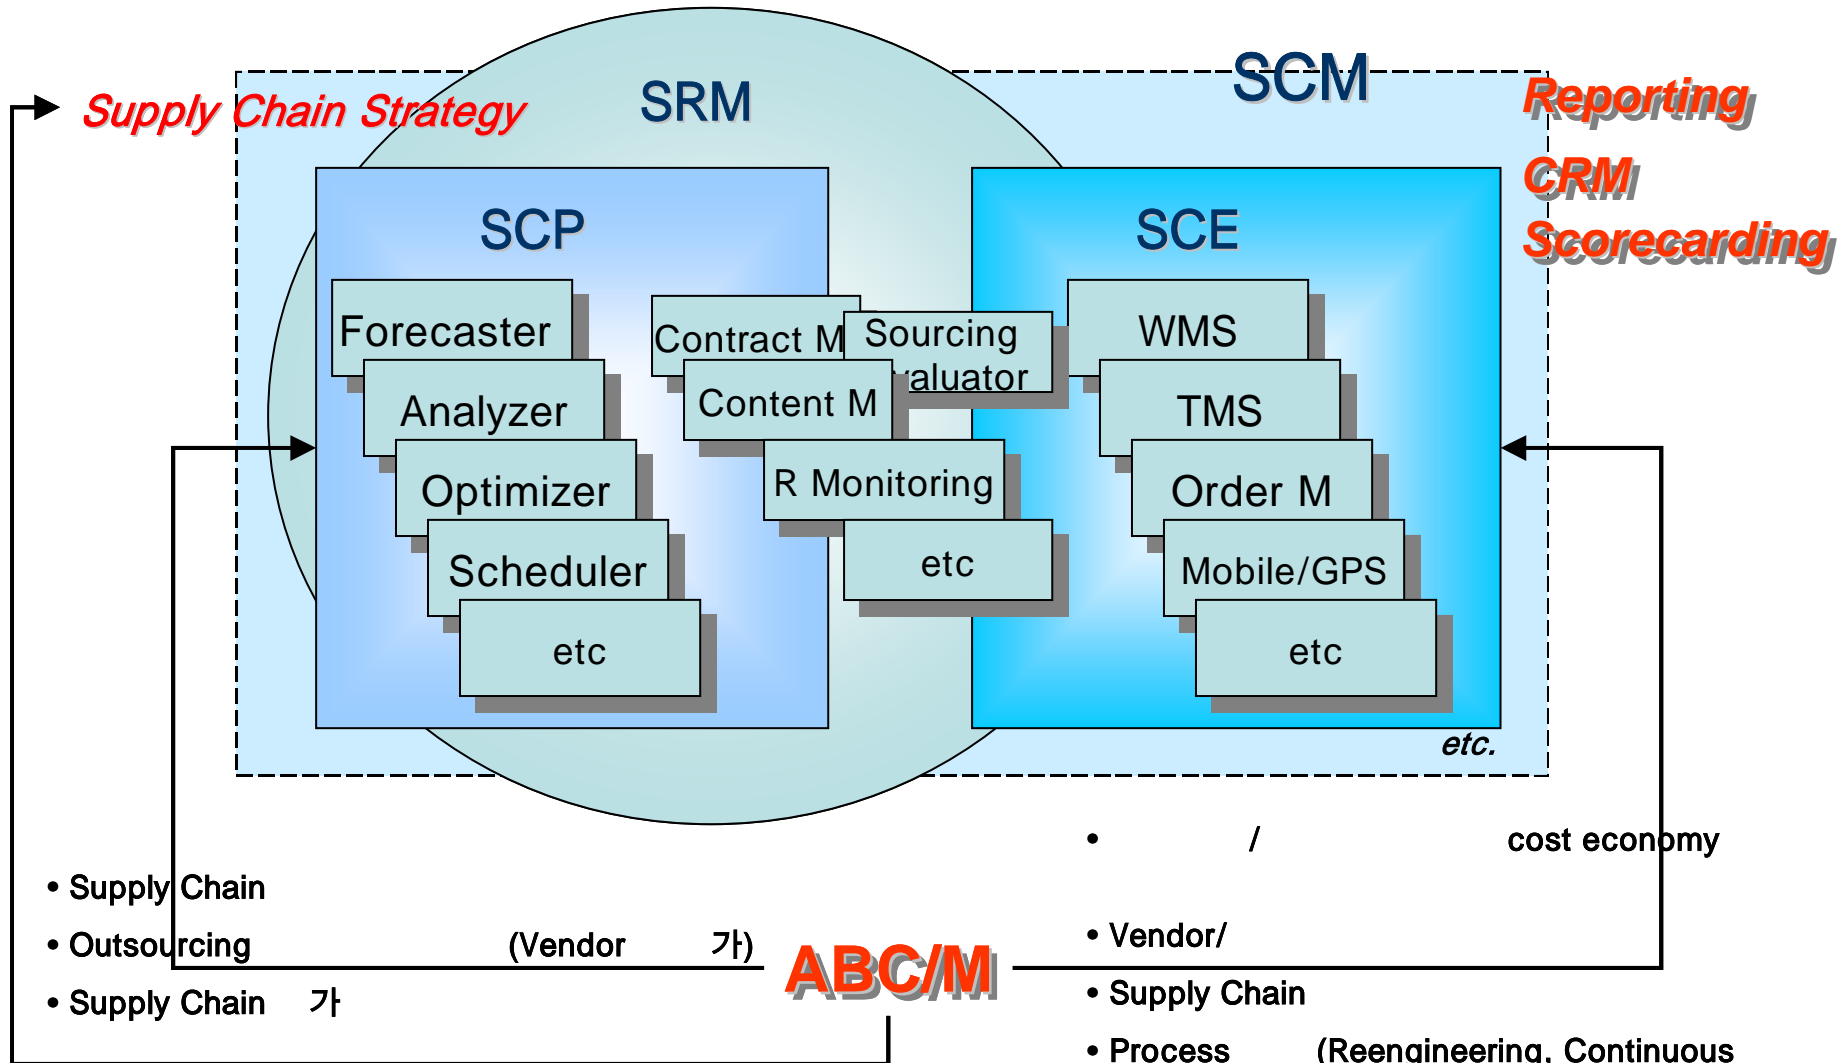 SCM
SRM
Supply Chain Strategy
Reporting
CRM
Scorecarding
SCP
SCE
Forecaster
Analyzer
Optimizer
Scheduler
etc
Contract M
Sourcing
valuator
Content M
R Monitoring
etc
WMS
TMS
Order M
Mobile/GPS
etc
etc.
• Supply Chain
• Outsourcing (Vendor 가)
• Supply Chain 가
ABC/M
• / cost economy
• Vendor/
• Supply Chain
• Process (Reengineering, Continuous